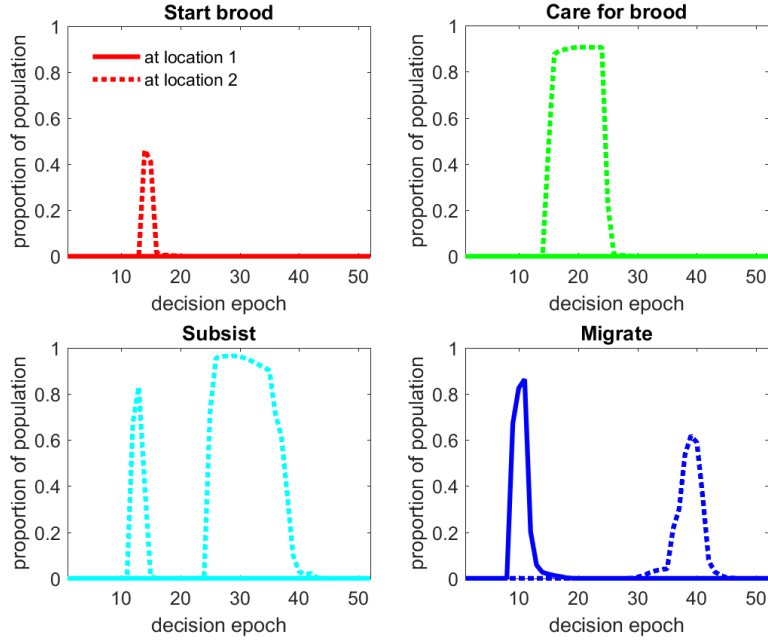 Start brood
proportion of population
1
0.8
0.6
0.4
0.2
0
at location 1
at location 2
10 20 30 40 50
decision epoch
Care for brood
proportion of population
1
0.8
0.6
0.4
0.2
0
10 20 30 40 50
decision epoch
Subsist
proportion of population
1
0.8
0.6
0.4
0.2
0
10 20 30 40 50
decision epoch
Migrate
proportion of population
1
0.8
0.6
0.4
0.2
0
10 20 30 40 50
decision epoch